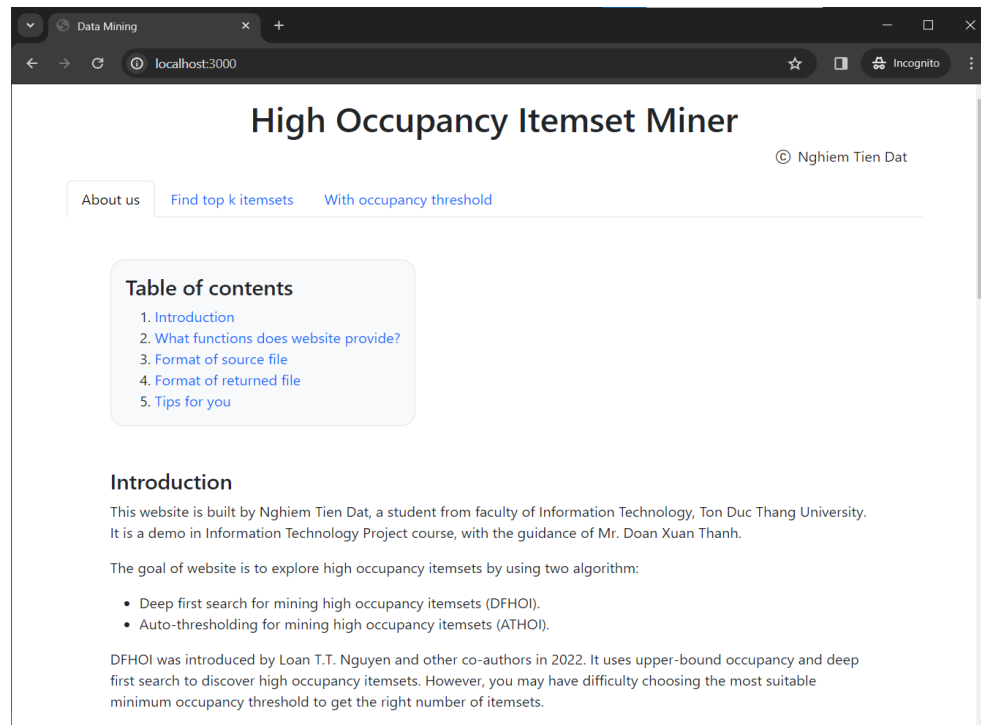 Data Mining
localhost:3000
Incognito
High Occupancy Itemset Miner
© Nghiem Tien Dat
About us
Find top k itemsets
With occupancy threshold
Table of contents
1. Introduction
2. What functions does website provide?
3. Format of source file
4. Format of returned file
5. Tips for you
Introduction
This website is built by Nghiem Tien Dat, a student from faculty of Information Technology, Ton Duc Thang University.
It is a demo in Information Technology Project course, with the guidance of Mr. Doan Xuan Thanh.
The goal of website is to explore high occupancy itemsets by using two algorithm:
• Deep first search for mining high occupancy itemsets (DFHOI).
• Auto-thresholding for mining high occupancy itemsets (ATHOI).
DFHOI was introduced by Loan T.T. Nguyen and other co-authors in 2022. It uses upper-bound occupancy and deep
first search to discover high occupancy itemsets. However, you may have difficulty choosing the most suitable
minimum occupancy threshold to get the right number of itemsets.